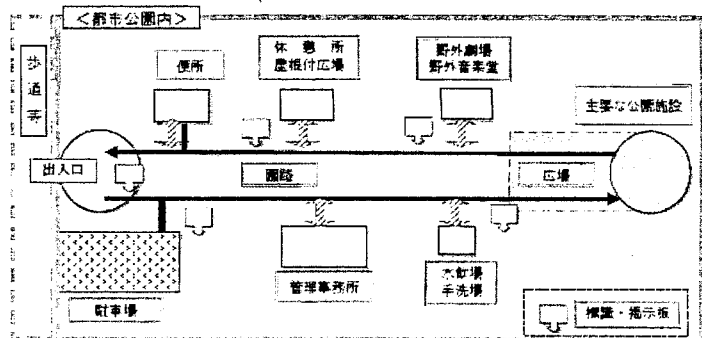 ＜都市公園内＞
歩道等
便所
休憩所
屋根付広場
野外劇場
野外音楽堂
主要な公園施設
出入口
園路
広場
駐車場
管理事務所
水飲場
手洗場
標識・掲示板